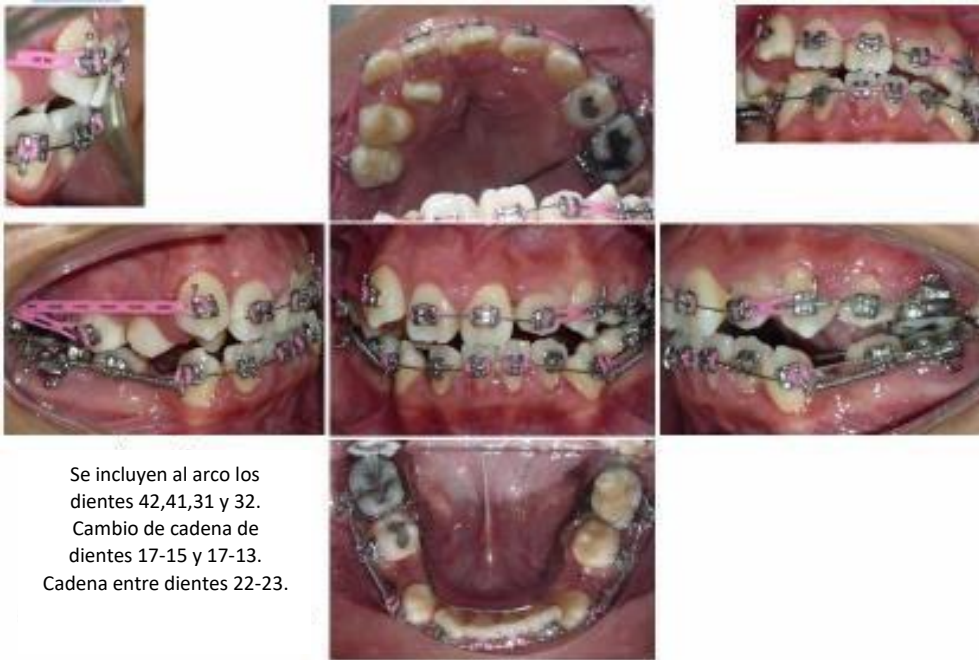 Se incluyen al arco los
dientes 42,41,31 y 32.
Cambio de cadena de
dientes 17-15 y 17-13.
Cadena entre dientes 22-23.